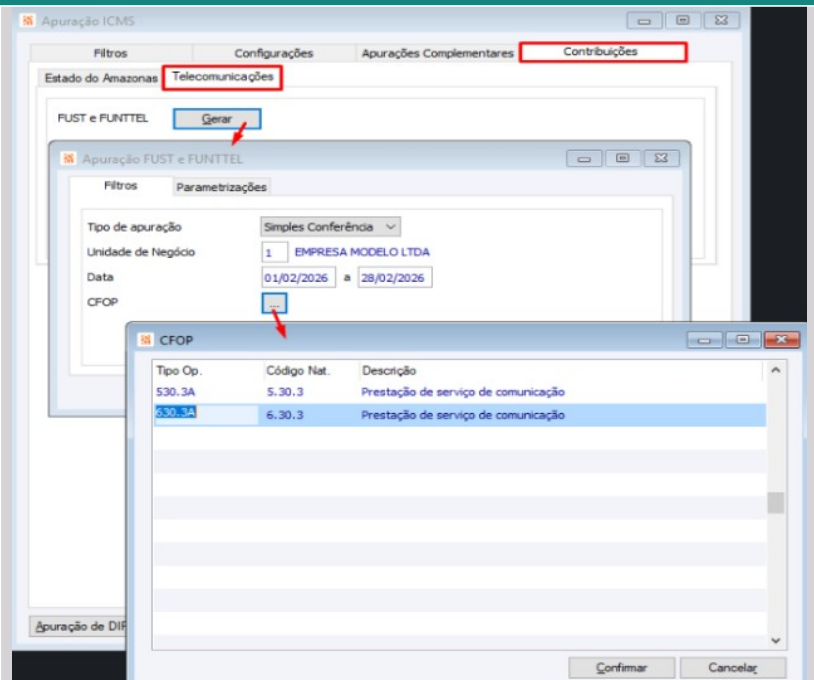 Apuração ICMS
Filtros Configurações Apurações Complementares Contribuições
Estado do Amazonas Telecomunicações
FUST e FUNTTEL Gerar
Apuração FUST e FUNTTEL
Filtros Parametrizações
Tipo de apuração Simples Conferência
Unidade de Negócio 1 EMPRESA MODELO LTDA
Data 01/02/2026 a 28/02/2026
CFOP ...
CFOP
Tipo Op. Código Nat. Descrição
530.3A 5.30.3 Prestação de serviço de comunicação
630.3A 6.30.3 Prestação de serviço de comunicação
Apuração de DIF
Confirmar Cancelar